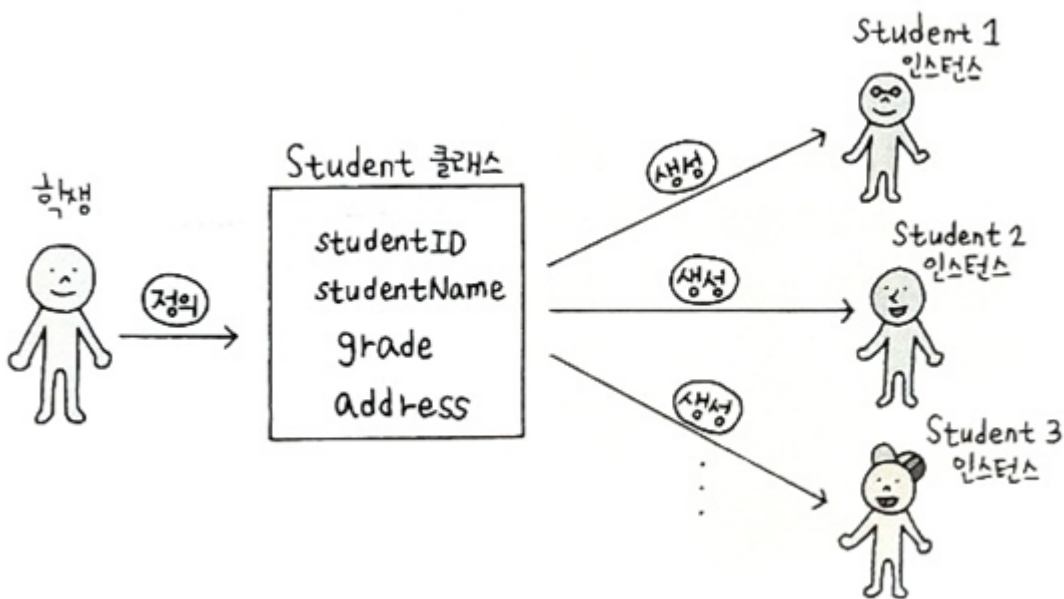 학생
정의
Student 클래스
studentID
studentName
grade
address
생성
생성
생성
Student 1
인스턴스
Student 2
인스턴스
Student 3
인스턴스